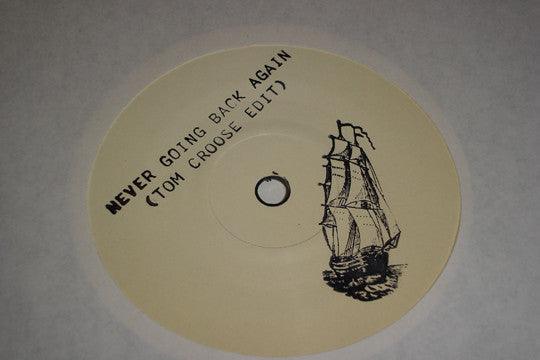 NEVER GOING BACK AGAIN
(TOM CROOSE EDIT)